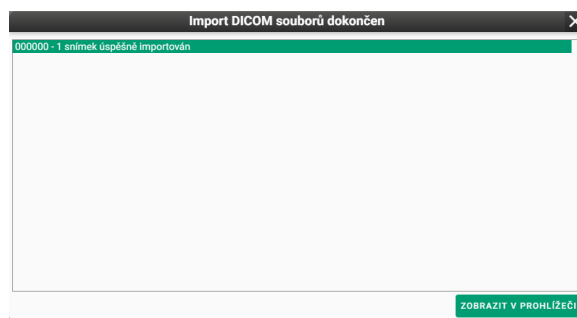 Import DICOM souborů dokončen
000000 - 1 snímek úspěšně importován
ZOBRAZIT V PROHLÍŽEČI